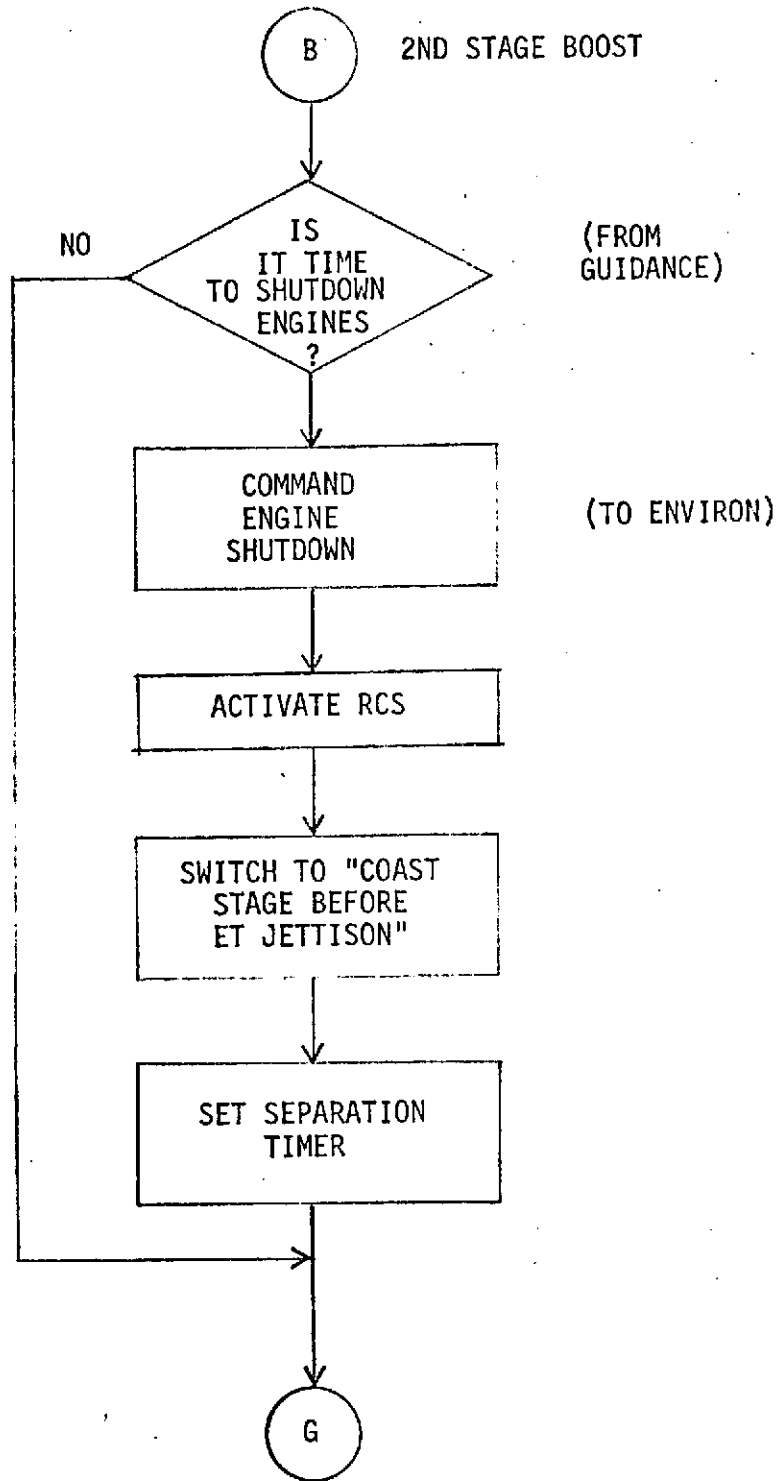 B
2ND STAGE BOOST
NO
IS
IT TIME
TO SHUTDOWN
ENGINES
?
(FROM
GUIDANCE)
COMMAND
ENGINE
SHUTDOWN
(TO ENVIRON)
ACTIVATE RCS
SWITCH TO "COAST
STAGE BEFORE
ET JETTISON"
SET SEPARATION
TIMER
G